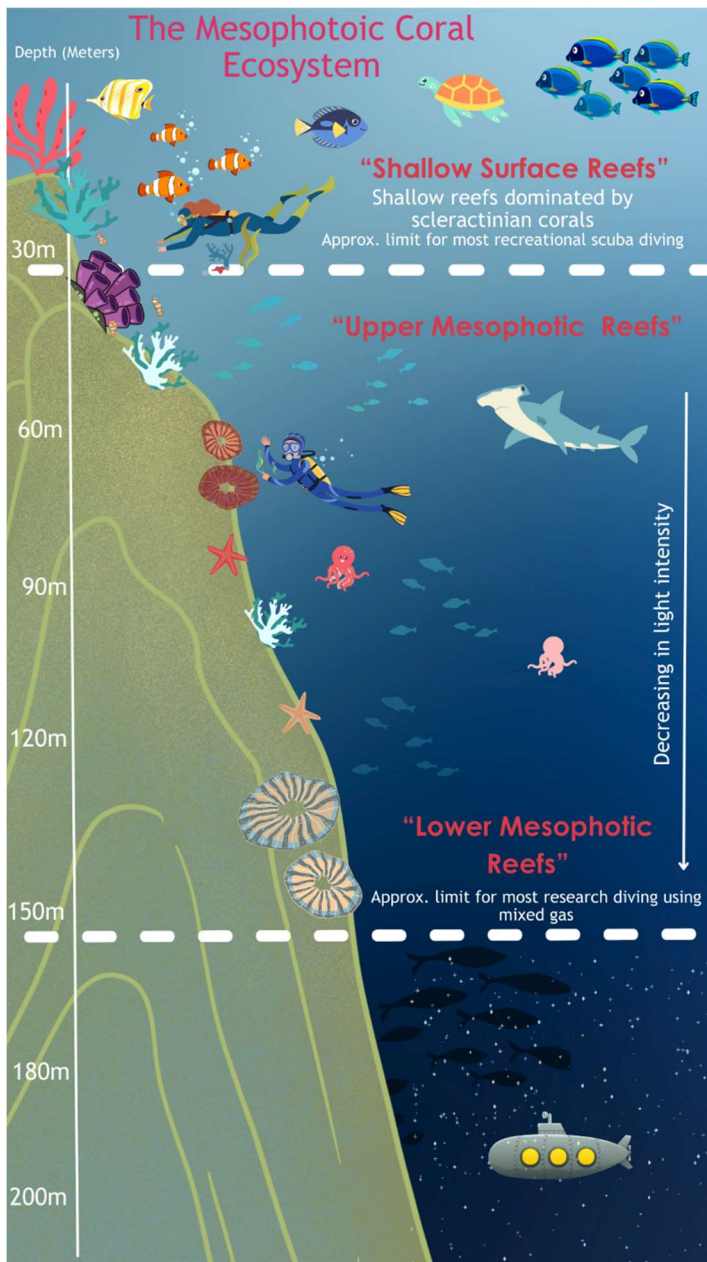 The Mesophotoic Coral
Ecosystem
Depth (Meters)
“Shallow Surface Reefs”
Shallow reefs dominated by
scleractinian corals
Approx. limit for most recreational scuba diving
30m
“Upper Mesophotic Reefs”
60m
90m
Decreasing in light intensity
120m
“Lower Mesophotic
Reefs”
Approx. limit for most research diving using
mixed gas
150m
180m
200m